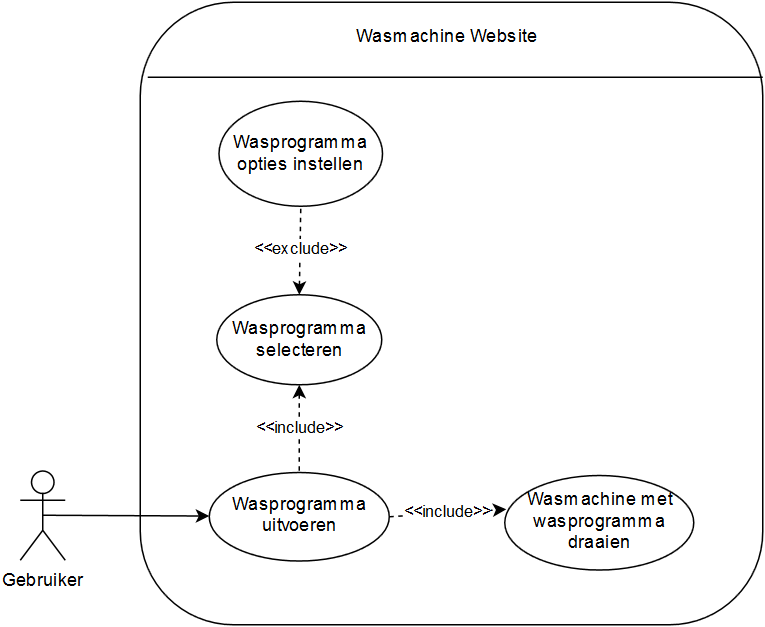 Wasmachine Website
Wasprogramma
opties instellen
<<exclude>>
Wasprogramma
selecteren
<<include>>
Wasprogramma
uitvoeren
<<include>>
Wasmachine met
wasprogramma
draaien
Gebruiker